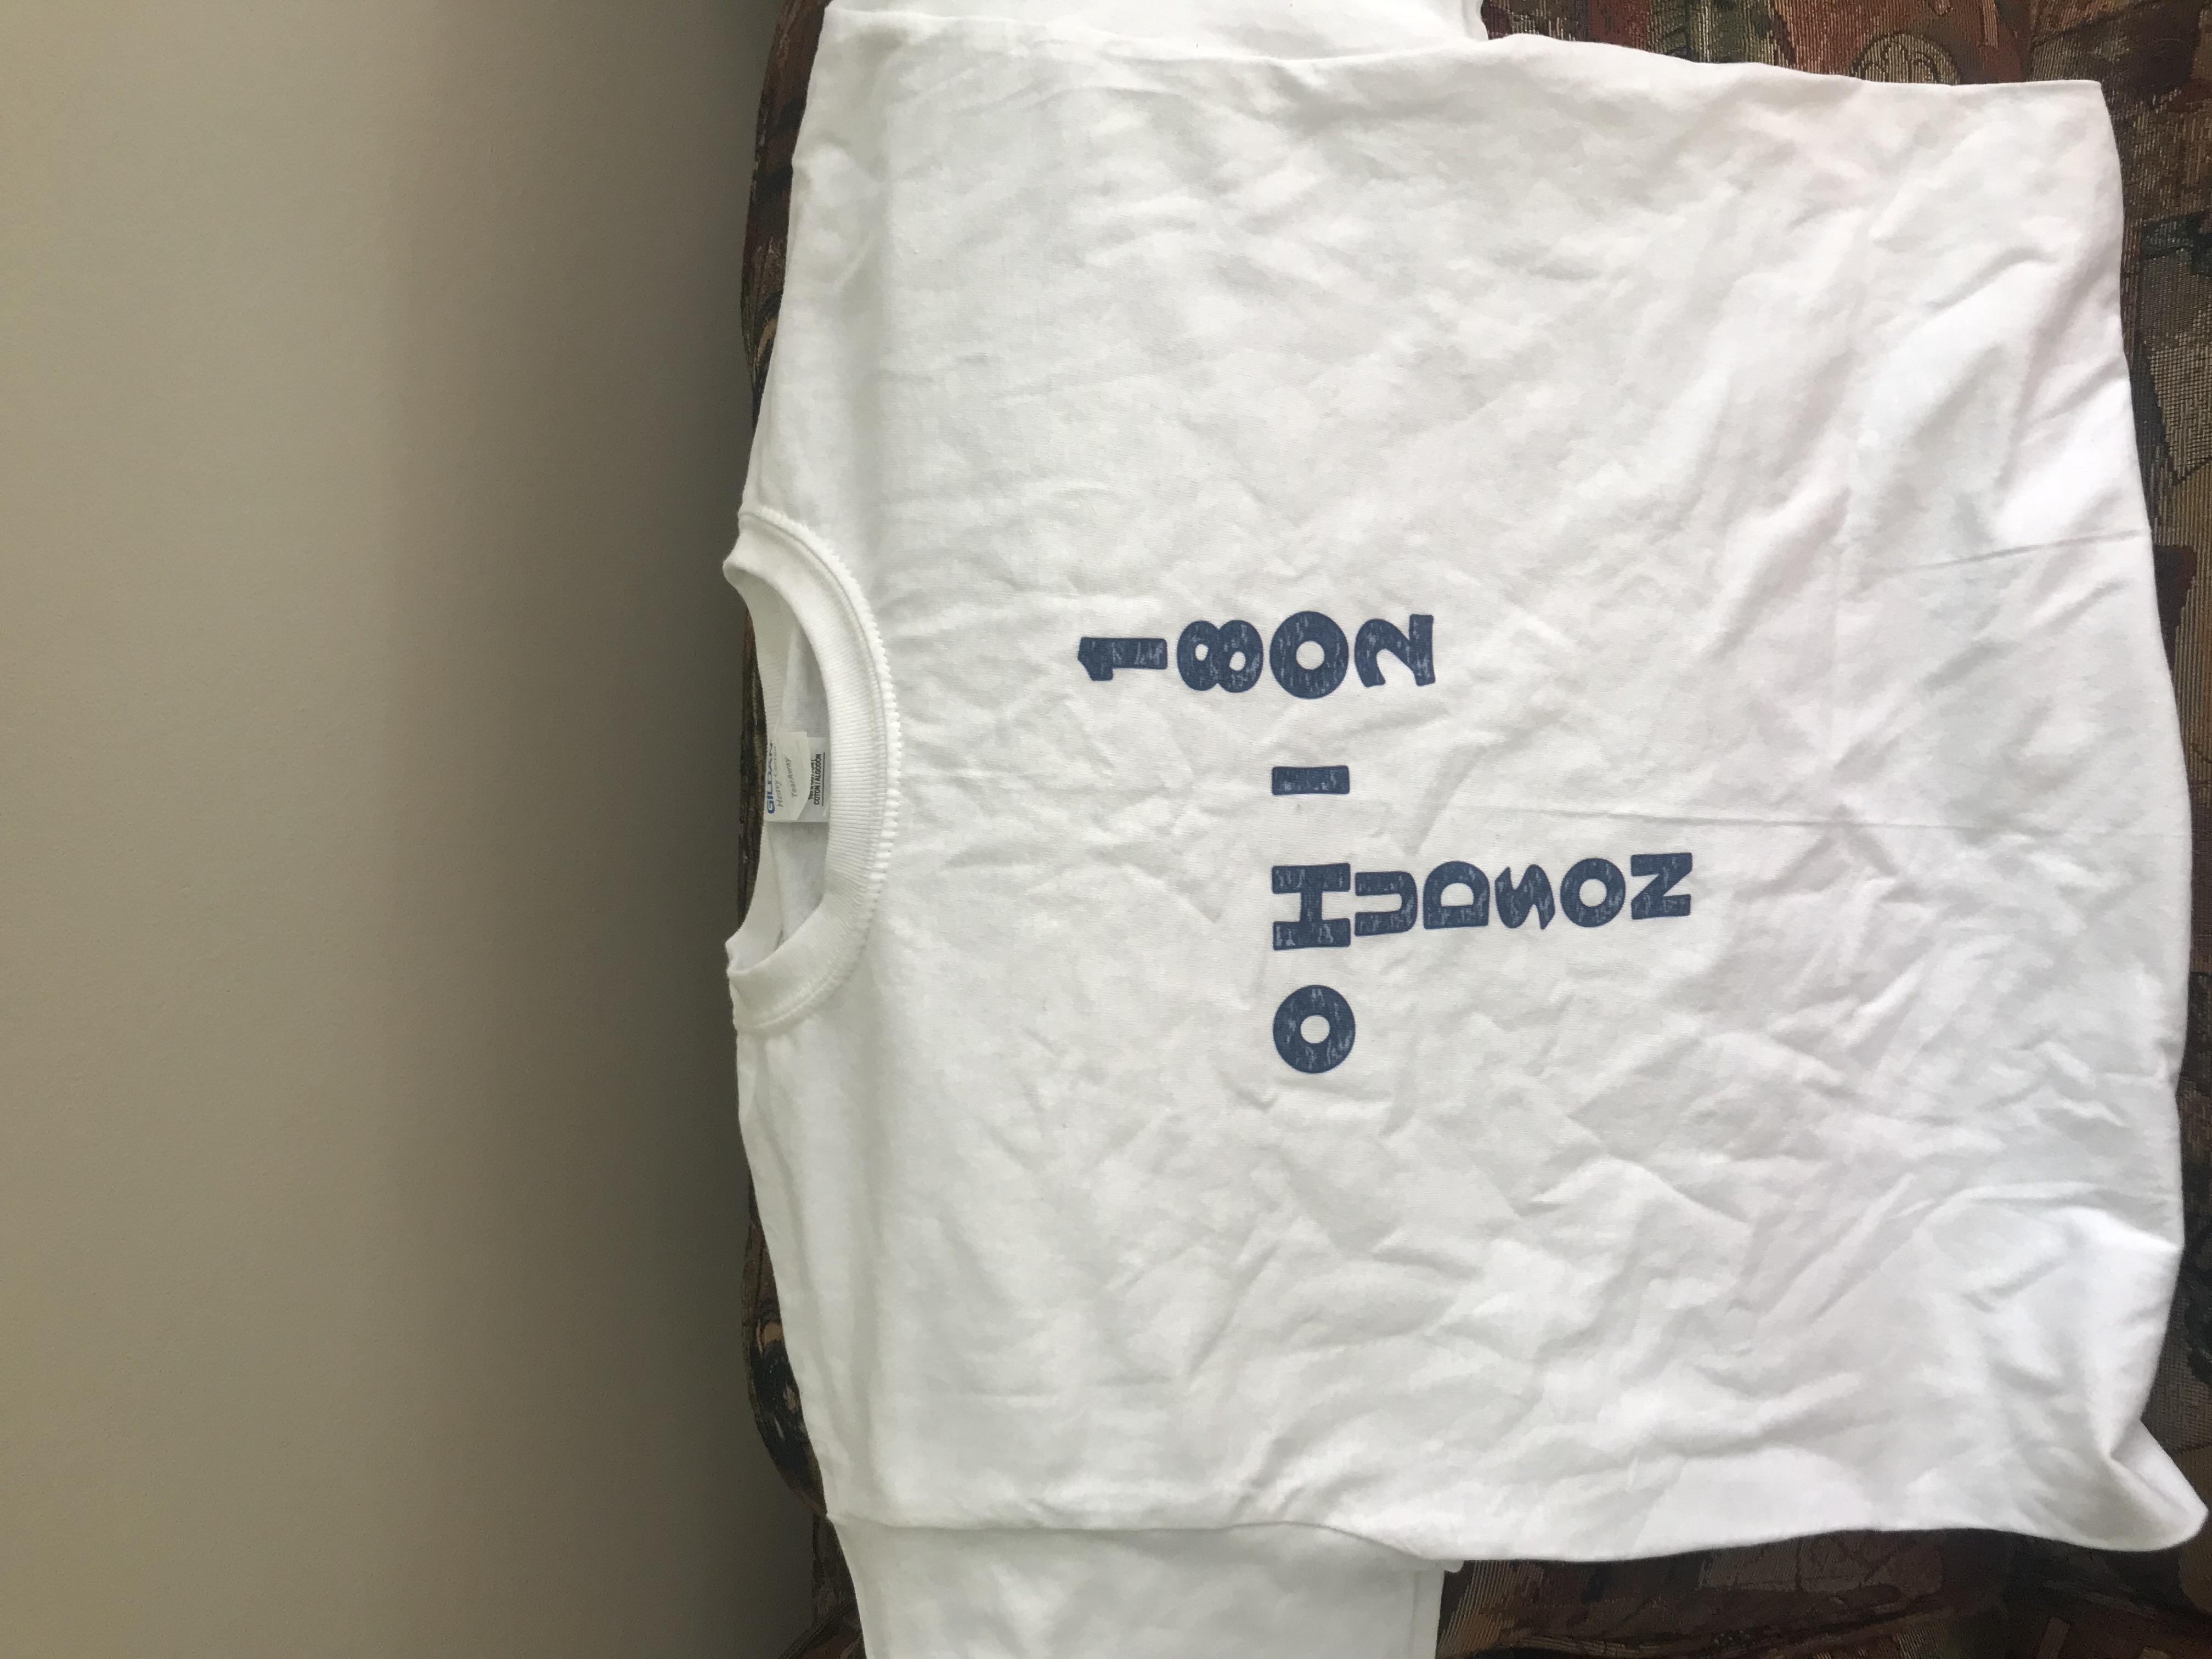 GILDAN
Heavy Cotton
TearAway
COTON / ALGODÓN
1802
OHIO
HUDSON